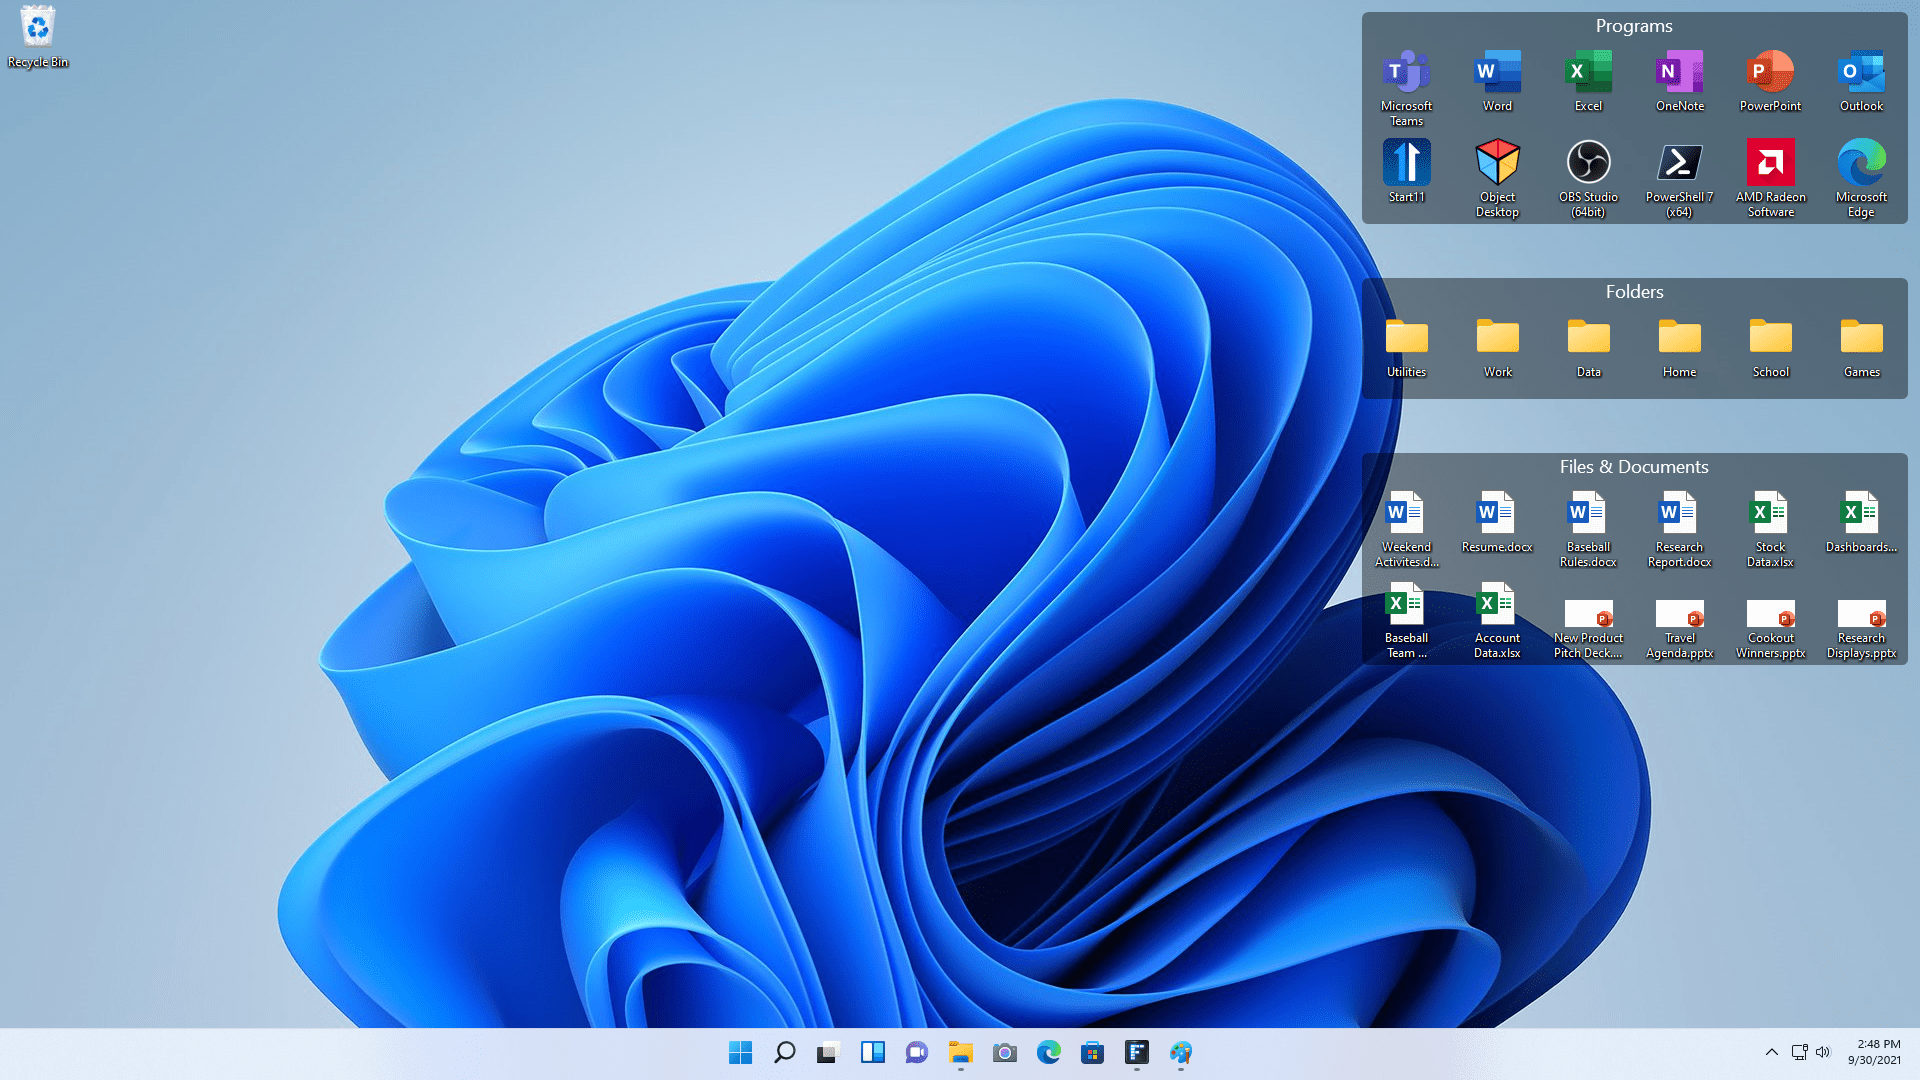 Recycle Bin
Programs
Microsoft
Teams
Word
Excel
OneNote
PowerPoint
Outlook
Start11
Object
Desktop
OBS Studio
(64bit)
PowerShell 7
(x64)
AMD Radeon
Software
Microsoft
Edge
Folders
Utilities
Work
Data
Home
School
Games
Files & Documents
Weekend
Activites.d...
Resume.docx
Baseball
Rules.docx
Research
Report.docx
Stock
Data.xlsx
Dashboards...
Baseball
Team ...
Account
Data.xlsx
New Product
Pitch Deck....
Travel
Agenda.pptx
Cookout
Winners.pptx
Research
Displays.pptx
2:48 PM
9/30/2021